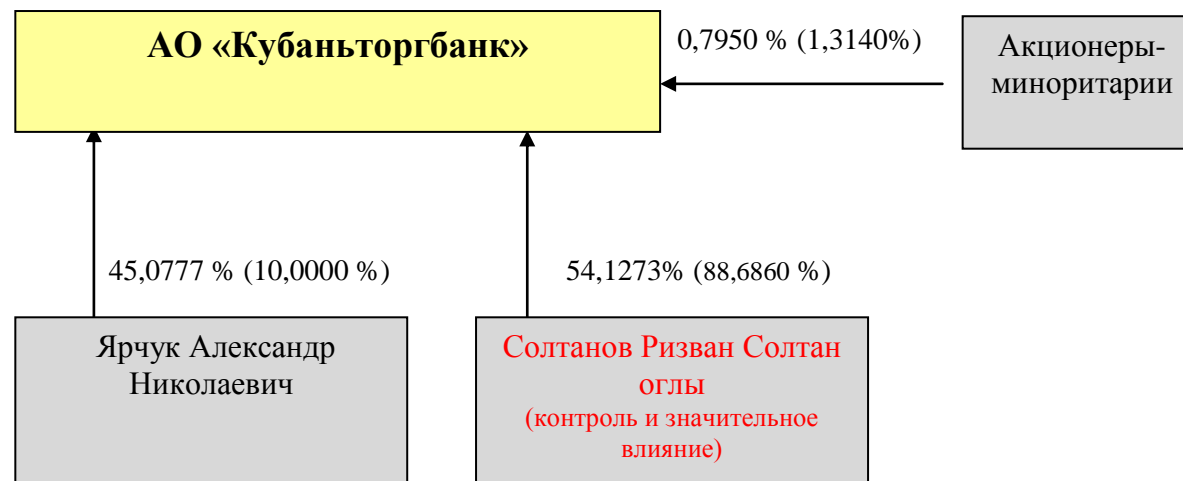 АО «Кубаньторгбанк»
0,7950 % (1,3140%)
Акционеры-
миноритарии
45,0777 % (10,0000 %)
54,1273% (88,6860 %)
Ярчук Александр
Николаевич
Солтанов Ризван Солтан
оглы
(контроль и значительное
влияние)